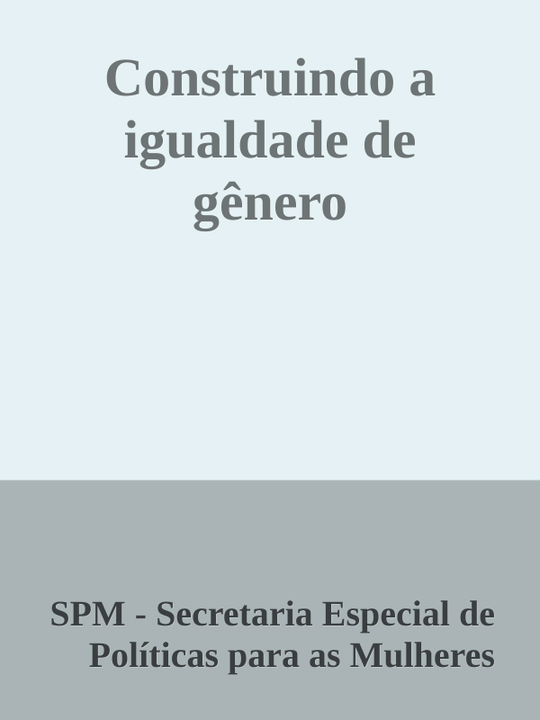 Construindo a
igualdade de
gênero
SPM - Secretaria Especial de
Políticas para as Mulheres